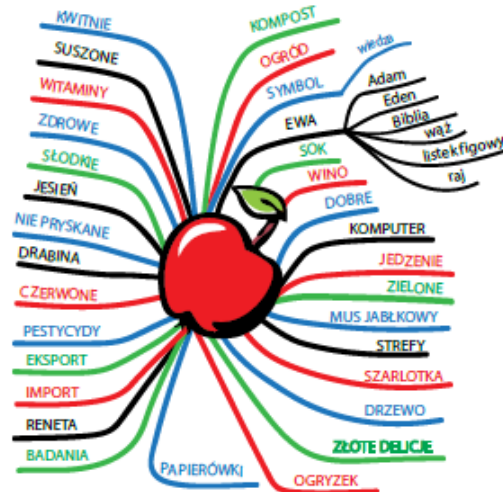 KWITNIE
SUSZONE
WITAMINY
ZDROWE
SŁODKIE
JESIEŃ
NIE PRYSKANE
DRABINA
CZERWONE
PESTYCYDY
EKSPORT
IMPORT
RENETA
BADANIA
PAPIERÓWKI
KOMPOST
OGRÓD
SYMBOL
wiedza
EWA
Adam
Eden
Biblia
wąż
listek figowy
raj
SOK
WINO
DOBRE
KOMPUTER
JEDZENIE
ZIELONE
MUS JABŁKOWY
STREFY
SZARLOTKA
DRZEWO
ZŁOTE DELICJE
OGRYZEK